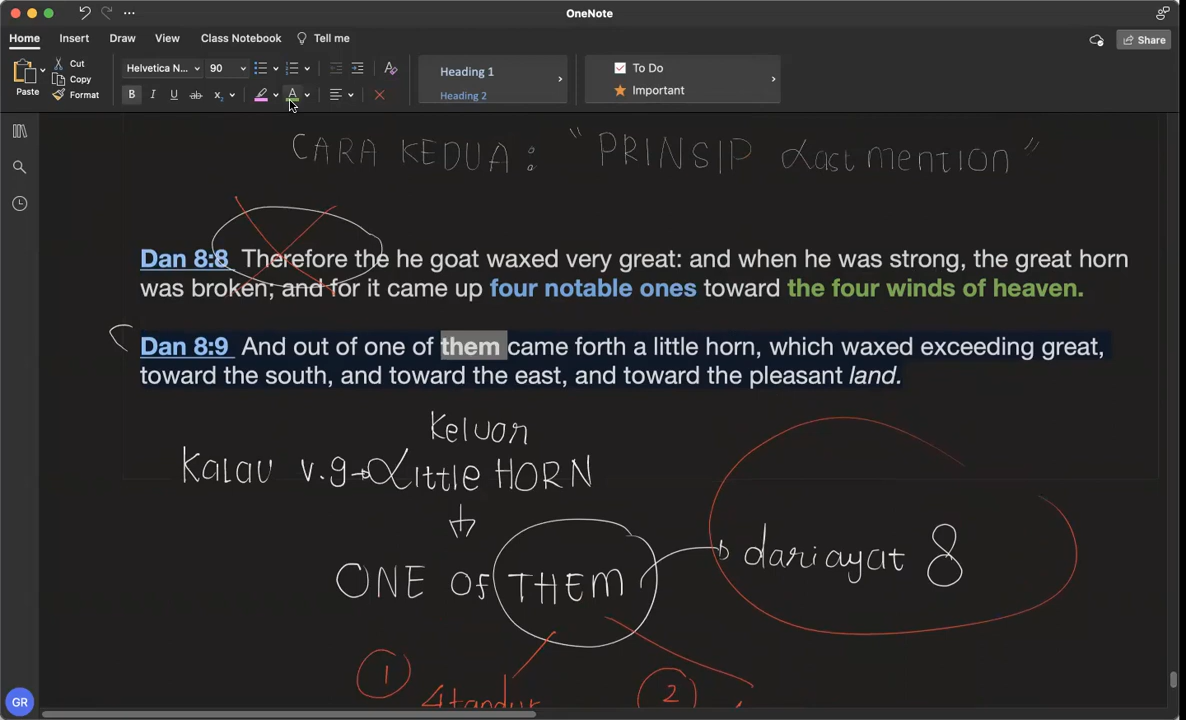 OneNote
Home Insert Draw View Class Notebook Tell me Share
Paste Cut Copy Format
Helvetica N... 90
B I U ab x A
Heading 1
Heading 2
To Do
Important
CARA KEDUA : "PRINSIP Last mention"
Dan 8:8 Therefore the he goat waxed very great: and when he was strong, the great horn
was broken; and for it came up four notable ones toward the four winds of heaven.
Dan 8:9 And out of one of them came forth a little horn, which waxed exceeding great,
toward the south, and toward the east, and toward the pleasant land.
Keluar
Kalau v.9 Little HORN
ONE Of THEM dari ayat 8
1 4 tanduk 2
GR